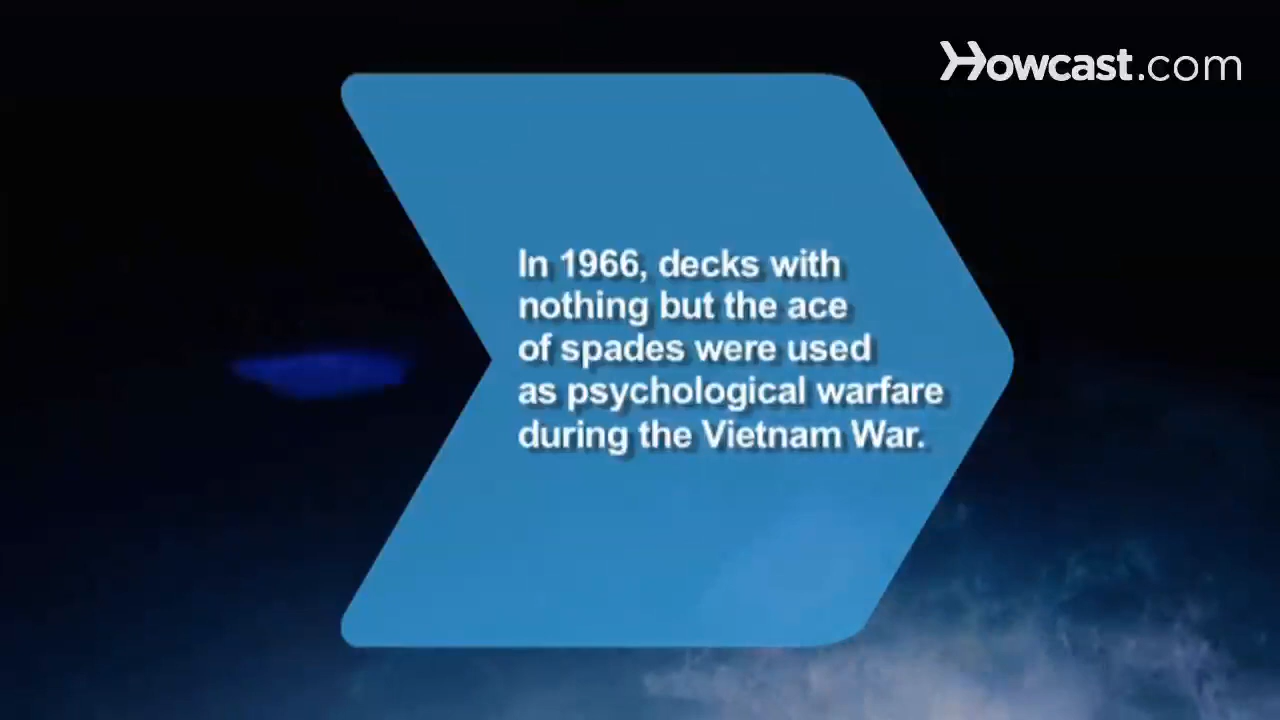 Howcast.com
In 1966, decks with
nothing but the ace
of spades were used
as psychological warfare
during the Vietnam War.